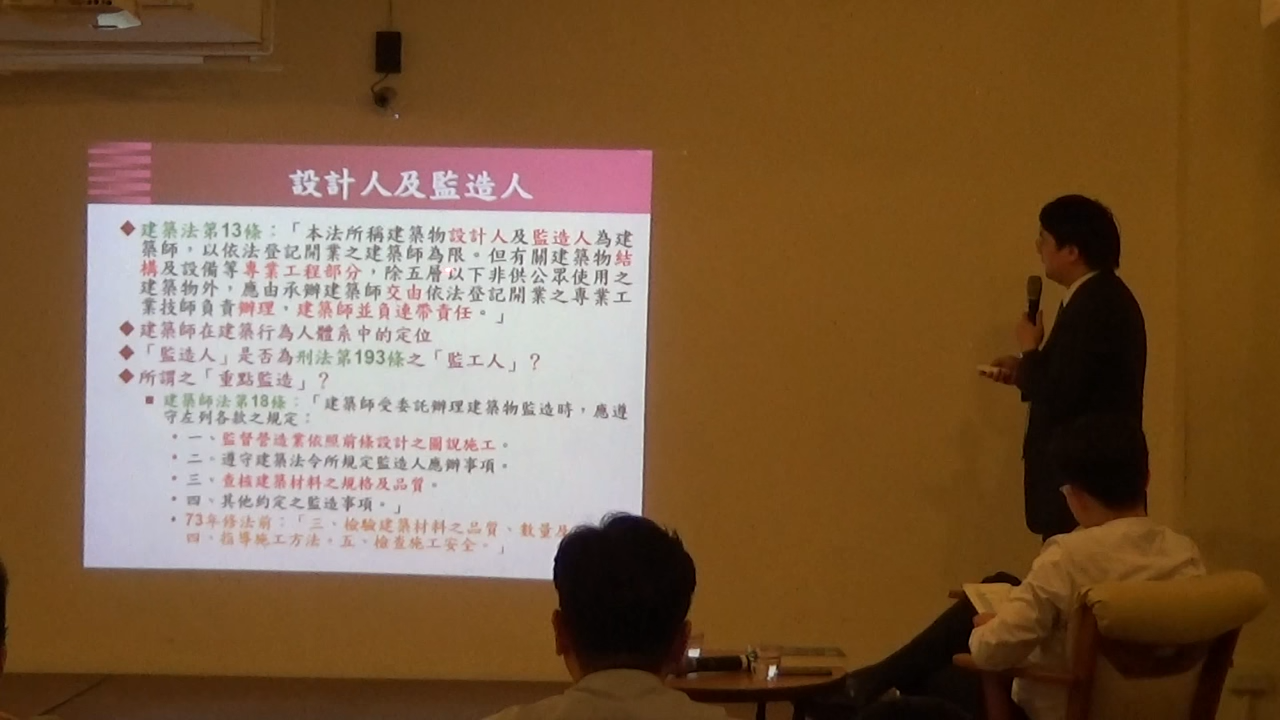 設計人及監造人
◆建築法第13條：「本法所稱建築物設計人及監造人為建
築師，以依法登記開業之建築師為限。但有關建築物結
構及設備等專業工程部分，除五層以下非供公眾使用之
建築物外，應由承辦建築師交由依法登記開業之專業工
業技師負責辦理，建築師並負連帶責任。」
◆建築師在建築行為人體系中的定位
◆「監造人」是否為刑法第193條之「監工人」？
◆所謂之「重點監造」？
■建築師法第18條：「建築師受委託辦理建築物監造時，應遵
守左列各款之規定：
•一、監督營造業依照前條設計之圖說施工。
•二、遵守建築法令所規定監造人應辦事項。
•三、查核建築材料之規格及品質。
•四、其他約定之監造事項。」
•73年修法前：「三、檢驗建築材料之品質、數量及
四、指導施工方法。五、檢查施工安全。」